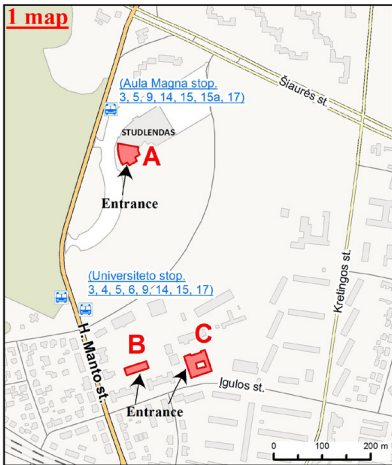 1 map
(Aula Magna stop.
3, 5, 9, 14, 15, 15a, 17)
Šiaurės st.
STUDLENDAS
A
Entrance
Kretingos st.
(Universiteto stop.
3, 4, 5, 6, 9, 14, 15, 17)
H. Manto st.
B
C
Įgulos st.
Entrance
0 100 200 m